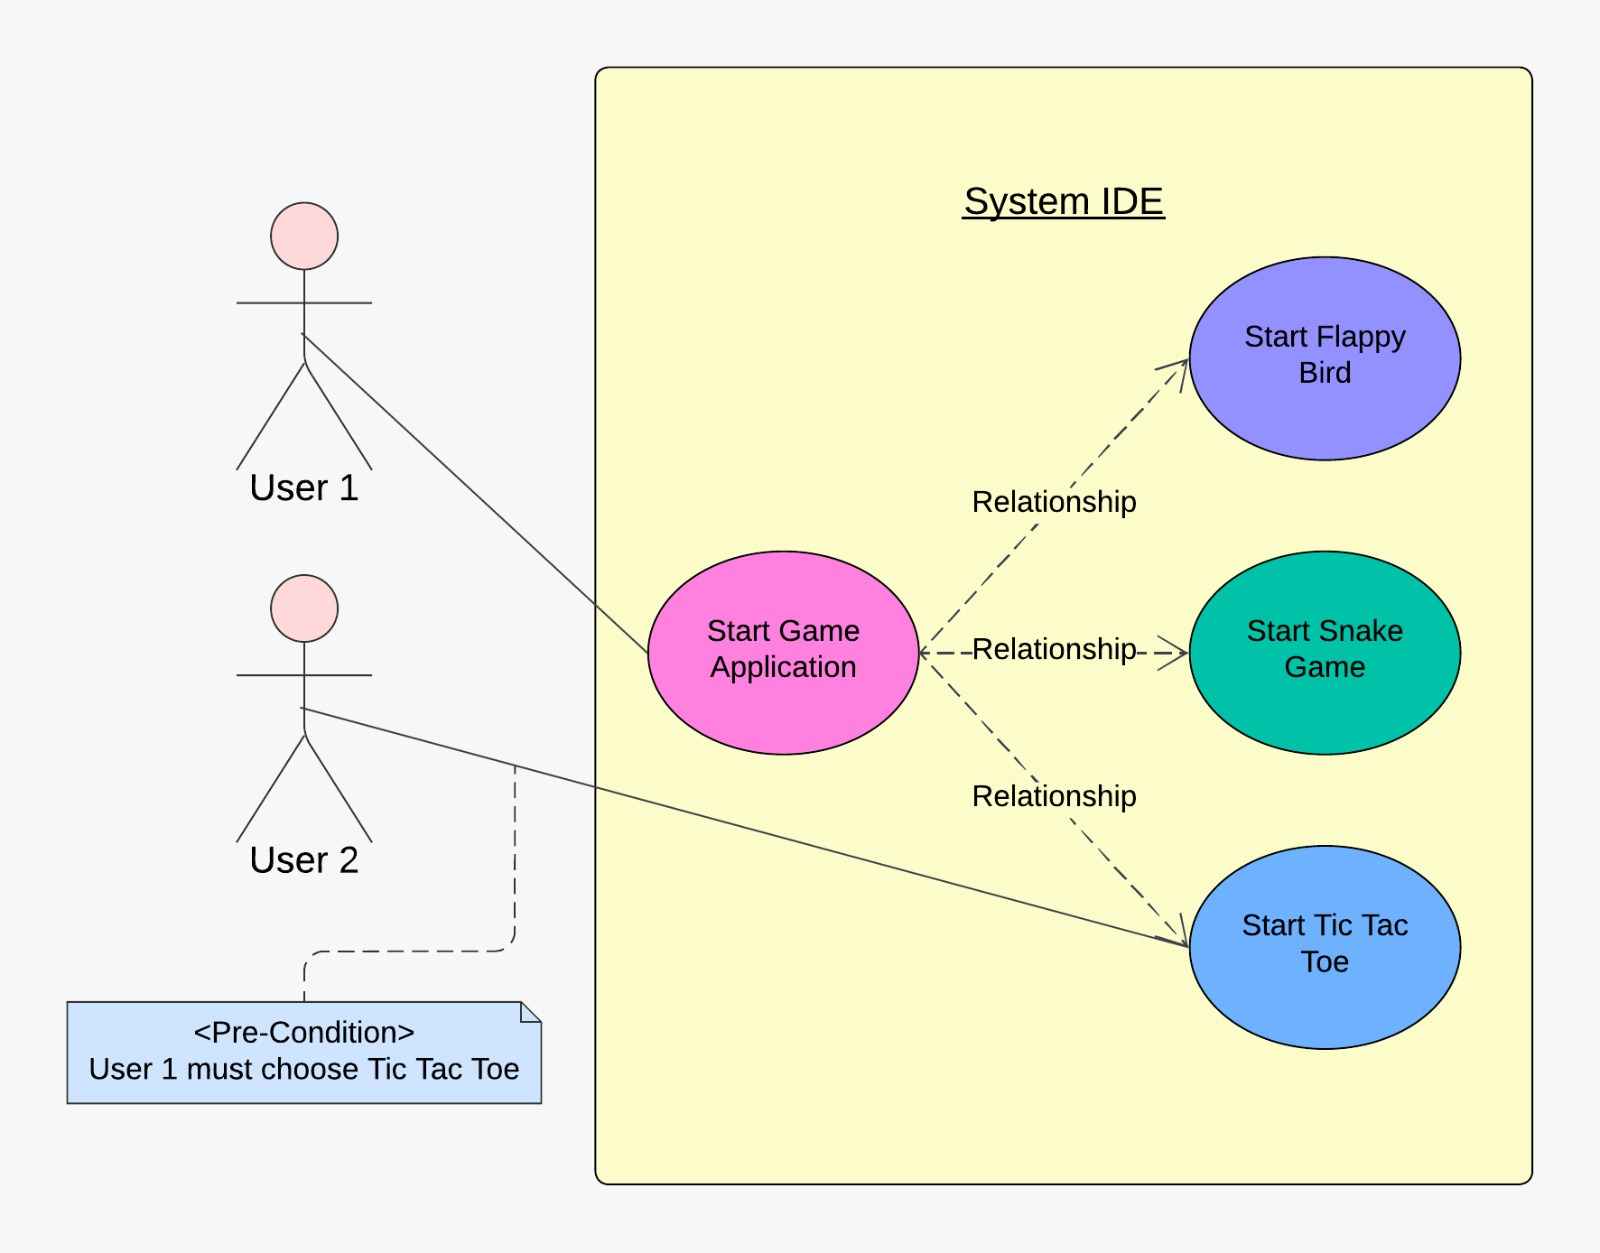 System IDE
User 1
User 2
<Pre-Condition>
User 1 must choose Tic Tac Toe
Start Game
Application
Relationship
Relationship
Relationship
Start Flappy
Bird
Start Snake
Game
Start Tic Tac
Toe